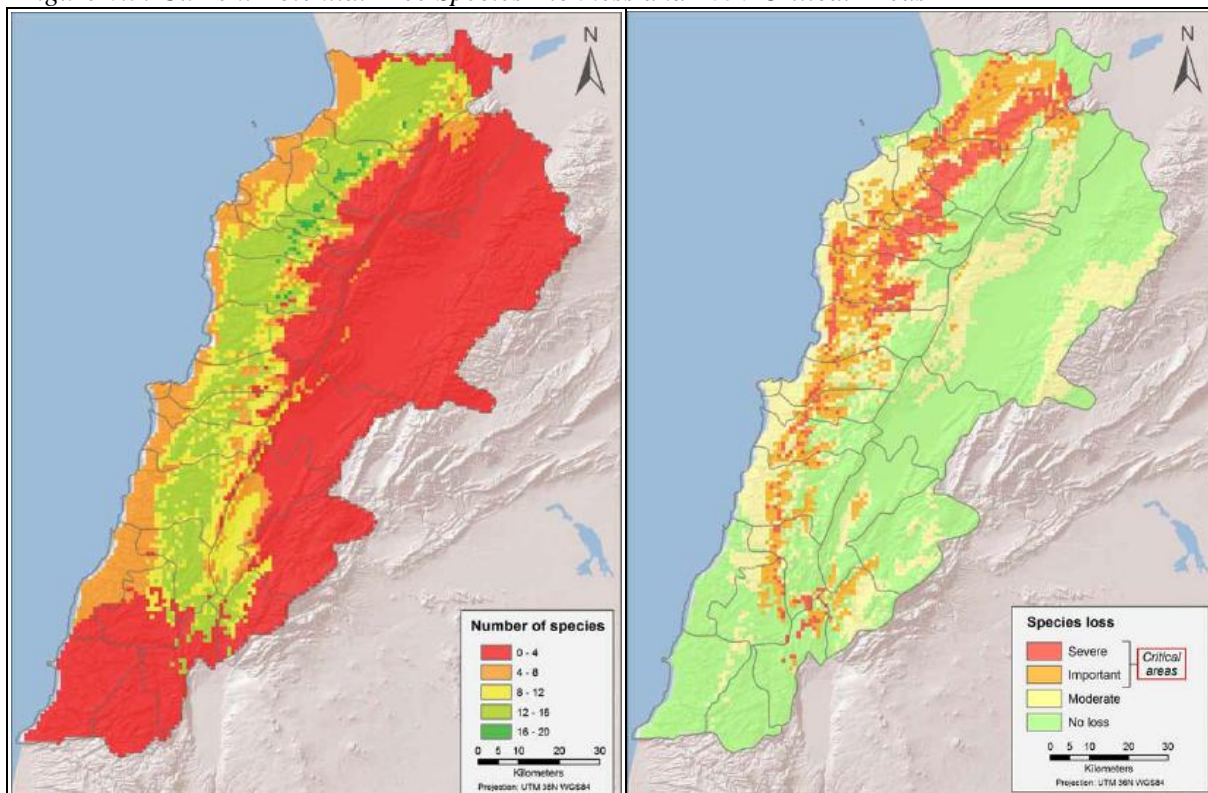 N
Number of species
0 - 4
4 - 8
8 - 12
12 - 16
16 - 20
0 5 10 20 30
Kilometers
Projection: UTM 36N WGS84
N
Species loss
Severe
Important
Critical areas
Moderate
No loss
0 5 10 20 30
Kilometers
Projection: UTM 36N WGS84